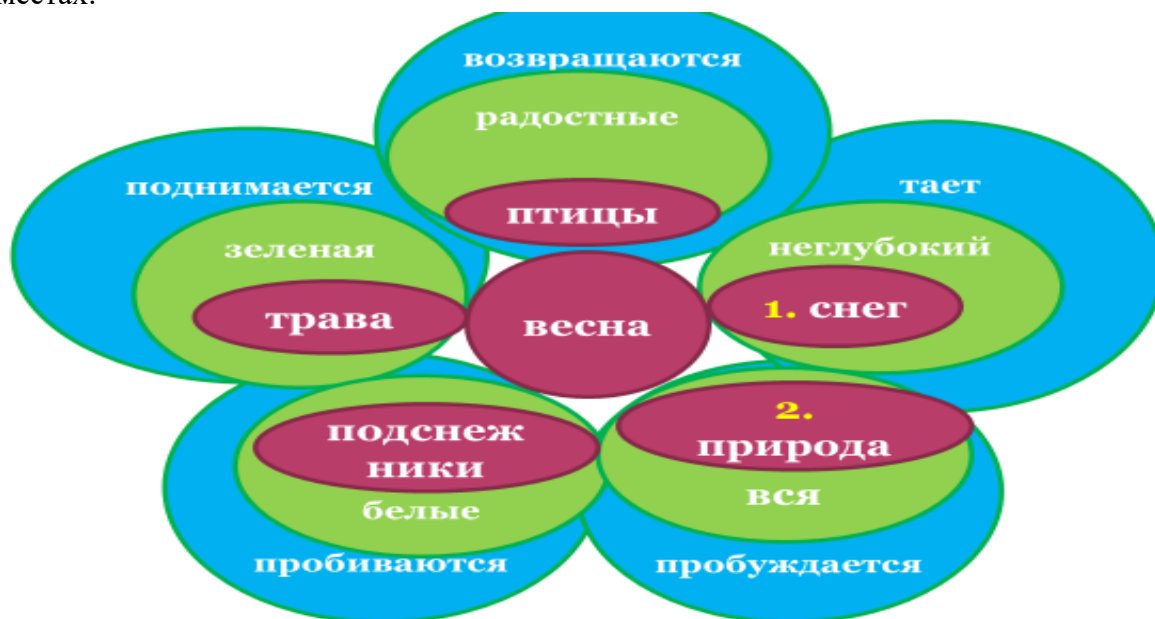 местах.
возвращаются
радостные
птицы
поднимается
зеленая
трава
тает
неглубокий
1. снег
весна
подснеж
ники
белые
пробиваются
2.
природа
вся
пробуждается